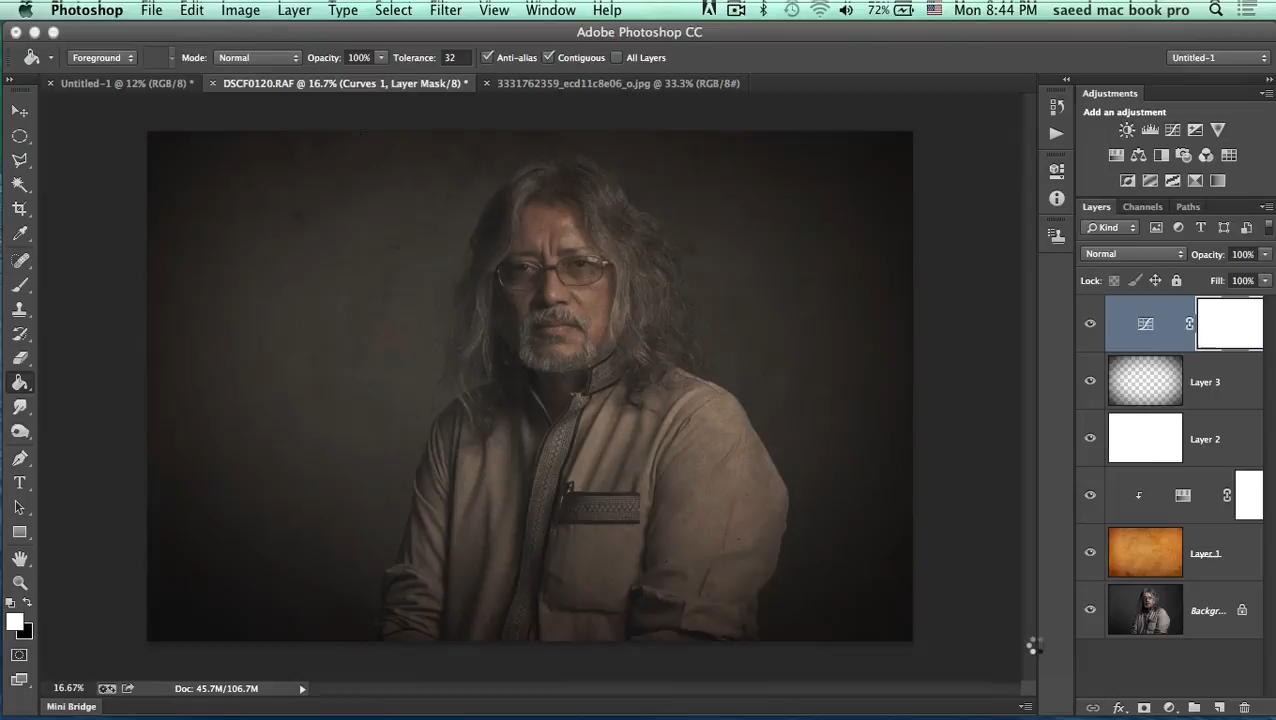 Photoshop File Edit Image Layer Type Select Filter View Window Help 72% Mon 8:44 PM saeed mac book pro
Adobe Photoshop CC
Foreground Mode: Normal Opacity: 100% Tolerance: 32 Anti-alias Contiguous All Layers Untitled-1
Untitled-1 @ 12% (RGB/8) * DSCF0120.RAF @ 16.7% (Curves 1, Layer Mask/8) * 3331762359_ecd11c8e06_o.jpg @ 33.3% (RGB/8#)
Adjustments
Add an adjustment
Layers Channels Paths
Kind
Normal Opacity: 100%
Lock: Fill: 100%
Layer 3
Layer 2
Layer 1
Backgr...
16.67% Doc: 45.7M/106.7M
Mini Bridge